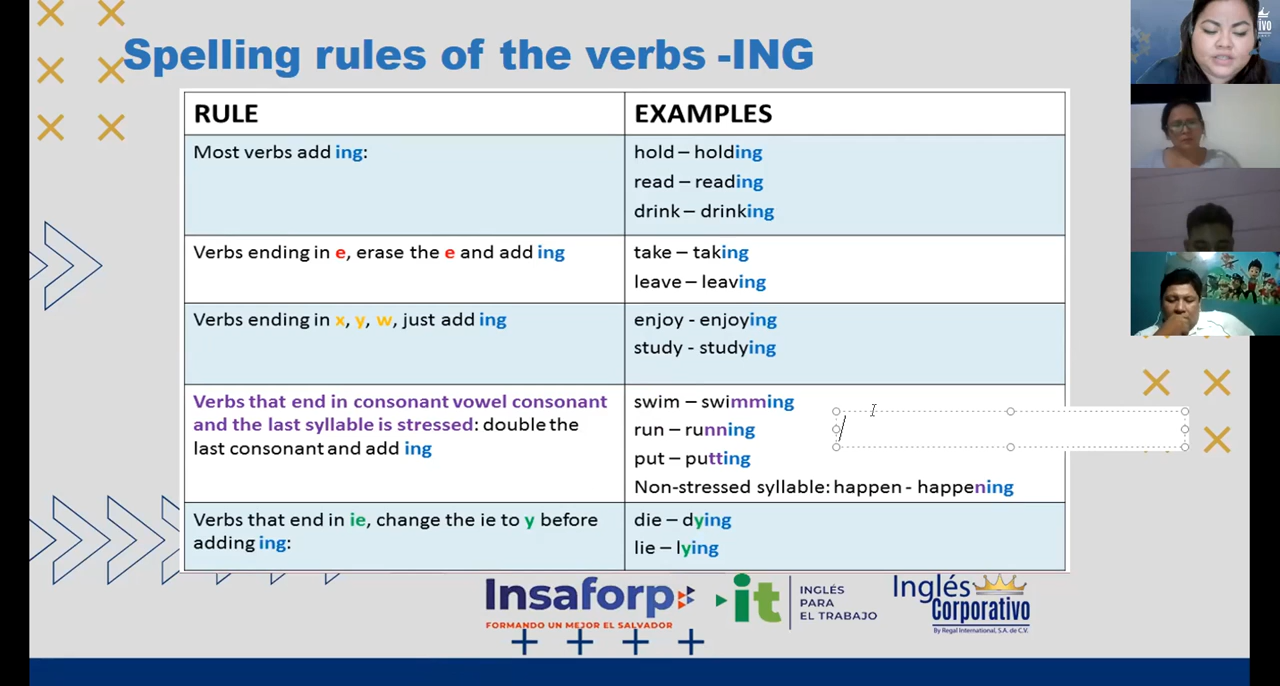 Spelling rules of the verbs -ING
RULE
EXAMPLES
Most verbs add ing:
hold – holding
read – reading
drink – drinking
Verbs ending in e, erase the e and add ing
take – taking
leave – leaving
Verbs ending in x, y, w, just add ing
enjoy - enjoying
study - studying
Verbs that end in consonant vowel consonant
and the last syllable is stressed: double the
last consonant and add ing
swim – swimming
run – running
put – putting
Non-stressed syllable: happen - happening
Verbs that end in ie, change the ie to y before
adding ing:
die – dying
lie – lying
Insaforp
FORMANDO UN MEJOR EL SALVADOR
it
INGLÉS
PARA
EL TRABAJO
Inglés
Corporativo
By Regal International, S.A. de C.V.